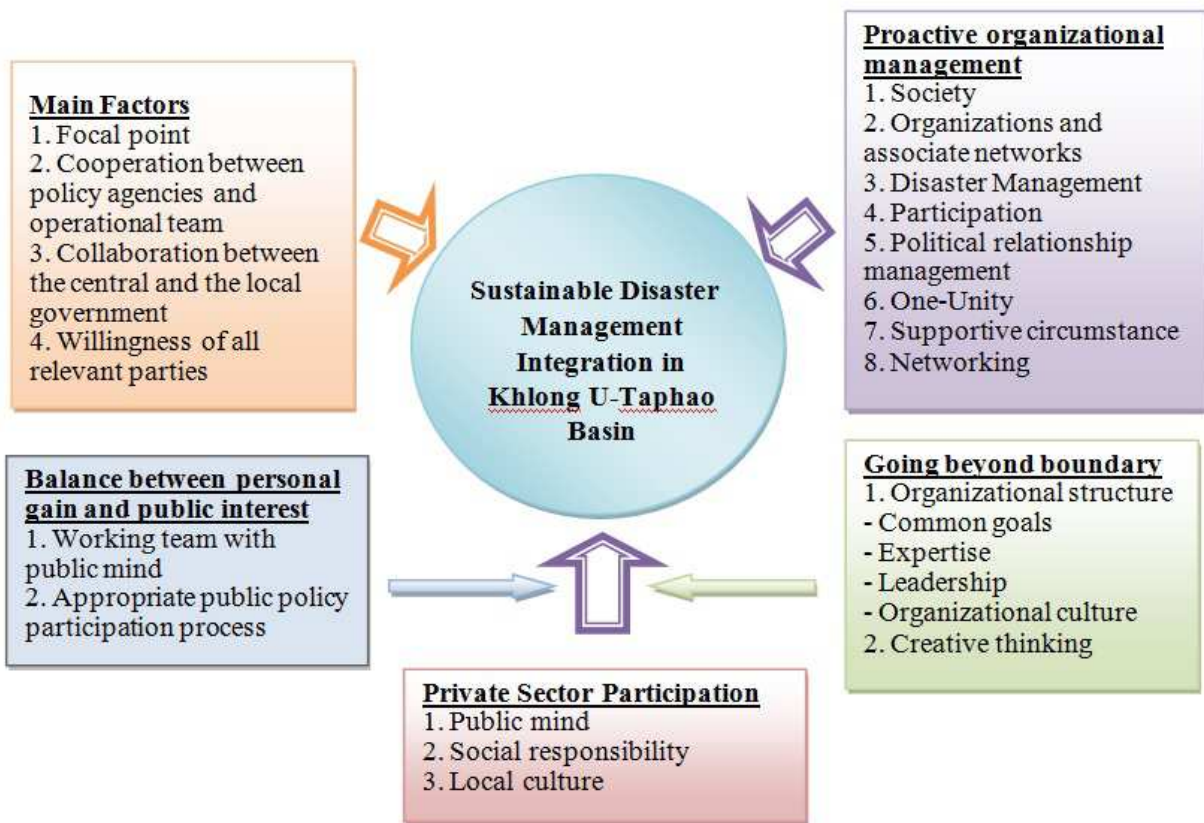 Main Factors
1. Focal point
2. Cooperation between
policy agencies and
operational team
3. Collaboration between
the central and the local
government
4. Willingness of all
relevant parties
Proactive organizational
management
1. Society
2. Organizations and
associate networks
3. Disaster Management
4. Participation
5. Political relationship
management
6. One-Unity
7. Supportive circumstance
8. Networking
Sustainable Disaster
Management
Integration in
Khlong U-Taphao
Basin
Balance between personal
gain and public interest
1. Working team with
public mind
2. Appropriate public policy
participation process
Going beyond boundary
1. Organizational structure
- Common goals
- Expertise
- Leadership
- Organizational culture
2. Creative thinking
Private Sector Participation
1. Public mind
2. Social responsibility
3. Local culture